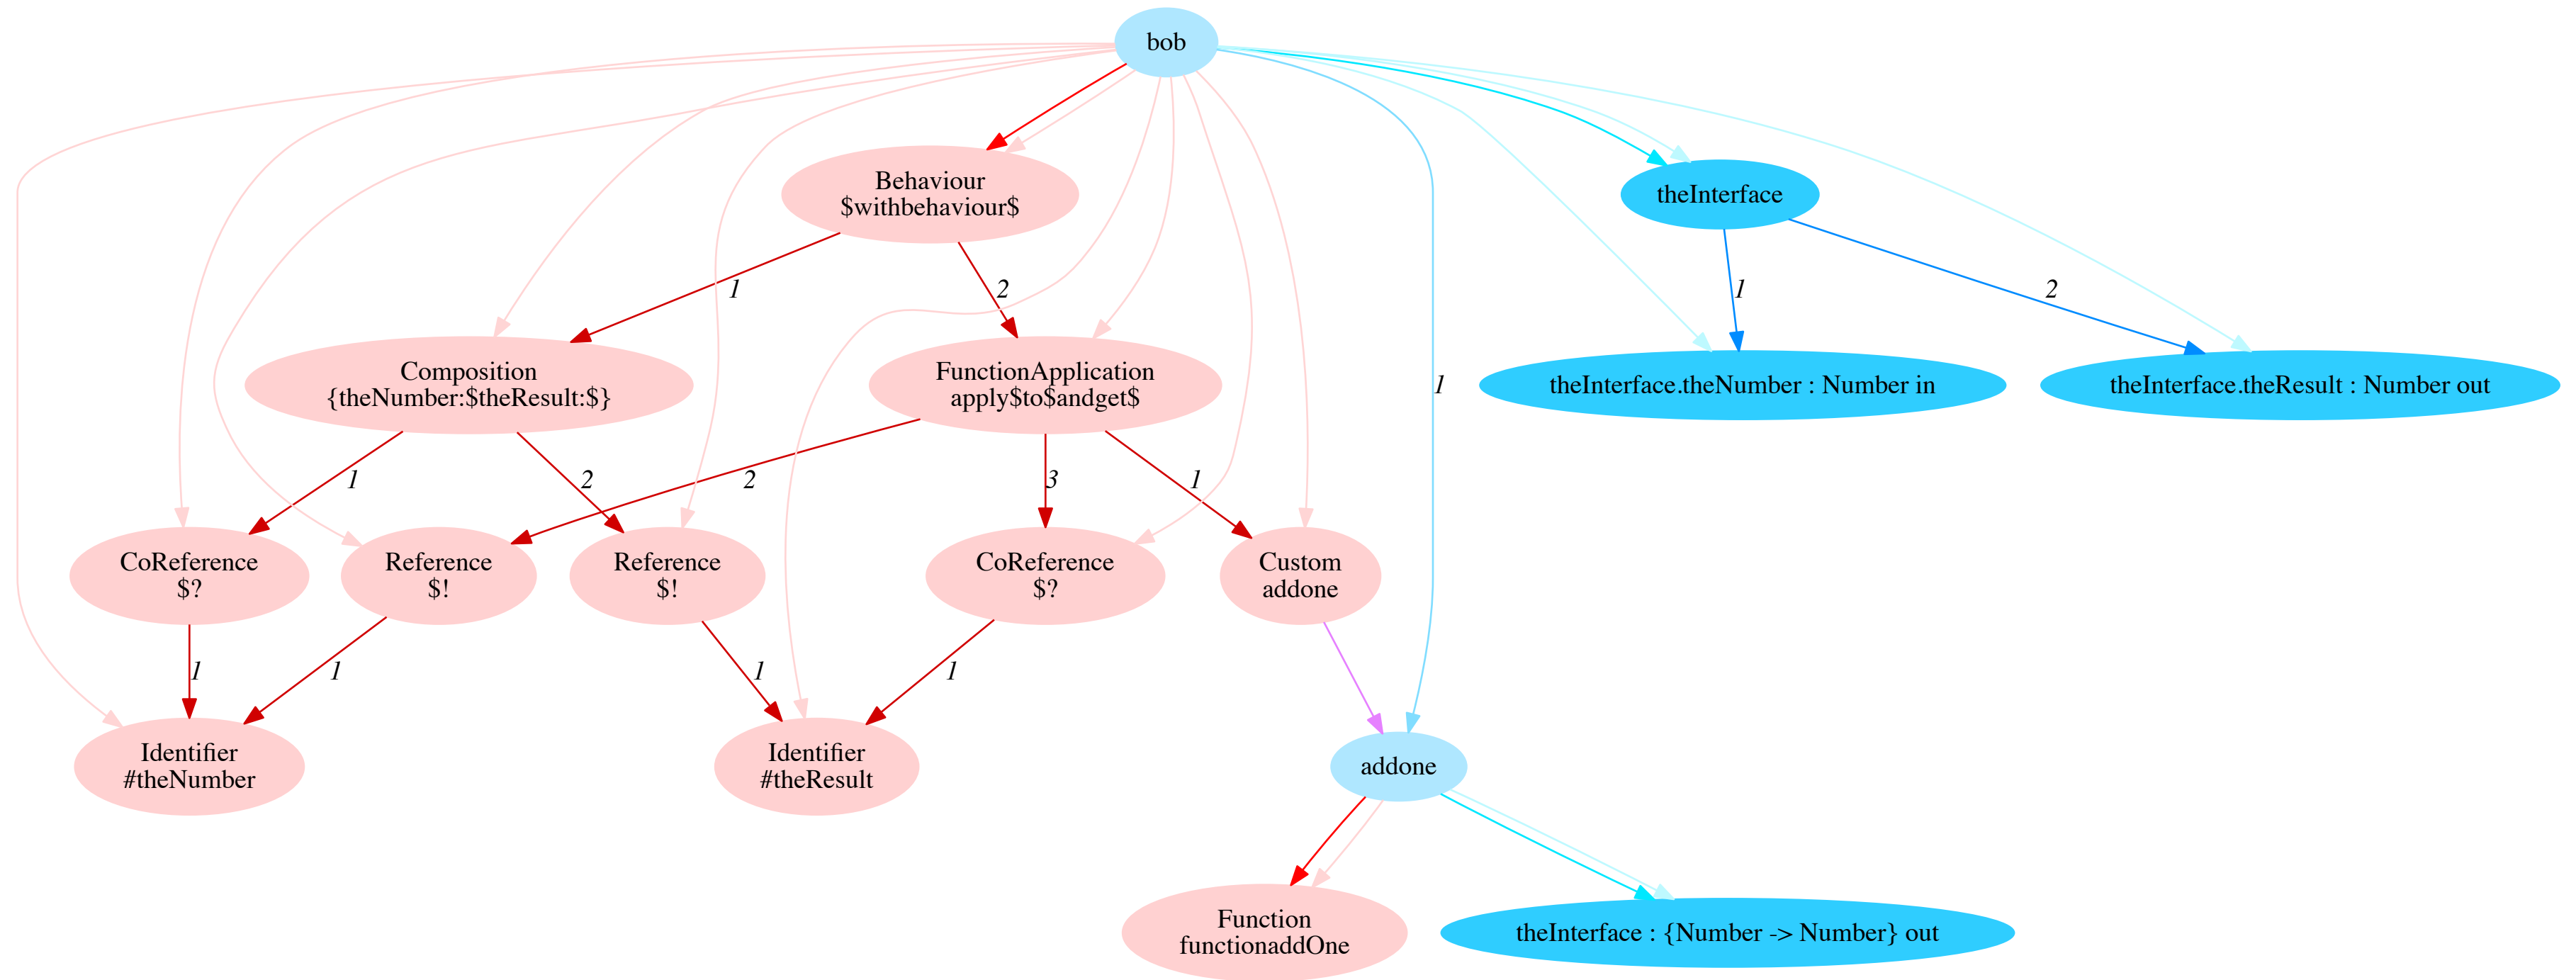 bob
Behaviour
$withbehaviour$
theInterface
1
2
1
2
Composition
{theNumber:$theResult:$}
FunctionApplication
apply$to$andget$
1
theInterface.theNumber : Number in
theInterface.theResult : Number out
1
2
2
3
1
CoReference
$?
Reference
$!
Reference
$!
CoReference
$?
Custom
addone
1
1
1
1
Identifier
#theNumber
Identifier
#theResult
addone
Function
functionaddOne
theInterface : {Number -> Number} out